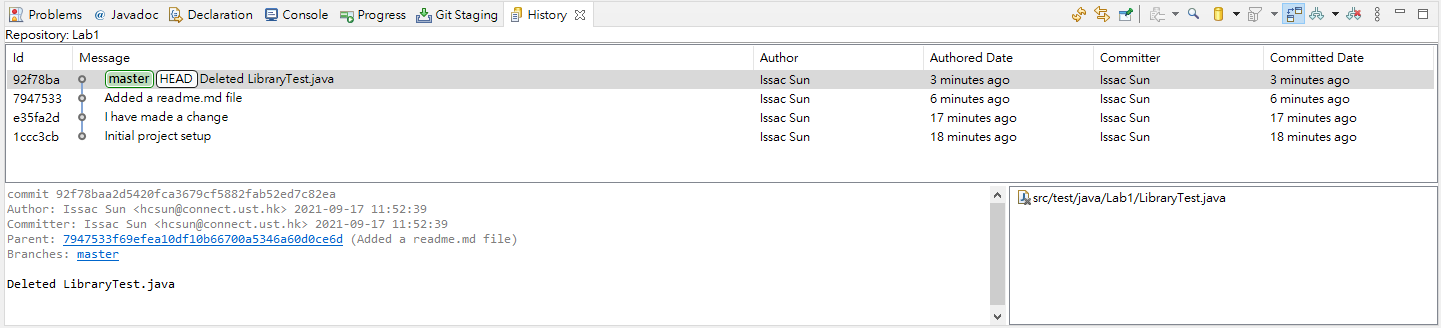 Problems @ Javadoc Declaration Console Progress Git Staging History
Repository: Lab1
Id Message Author Authored Date Committer Committed Date
92f78ba master HEAD Deleted LibraryTest.java Issac Sun 3 minutes ago Issac Sun 3 minutes ago
7947533 Added a readme.md file Issac Sun 6 minutes ago Issac Sun 6 minutes ago
e35fa2d I have made a change Issac Sun 17 minutes ago Issac Sun 17 minutes ago
1ccc3cb Initial project setup Issac Sun 18 minutes ago Issac Sun 18 minutes ago
commit 92f78baa2d5420fca3679cf5882fab52ed7c82ea
Author: Issac Sun <hcsun@connect.ust.hk> 2021-09-17 11:52:39
Committer: Issac Sun <hcsun@connect.ust.hk> 2021-09-17 11:52:39
Parent: 7947533f69efea10df10b66700a5346a60d0ce6d (Added a readme.md file)
Branches: master
Deleted LibraryTest.java
src/test/java/Lab1/LibraryTest.java